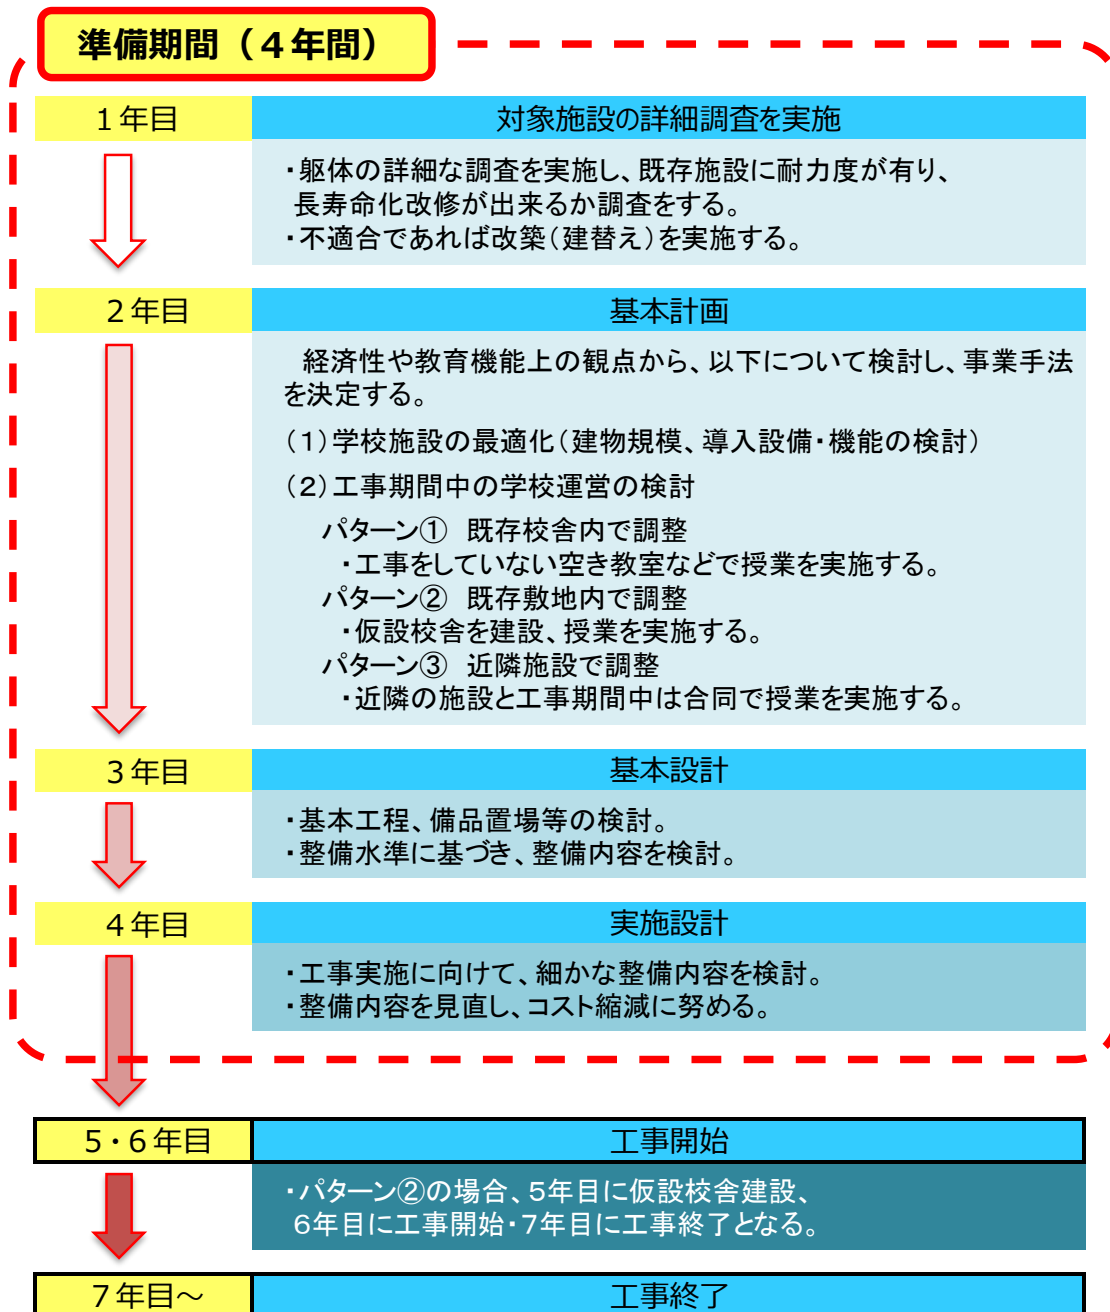 準備期間（４年間）
１年目
対象施設の詳細調査を実施
・躯体の詳細な調査を実施し、既存施設に耐力度が有り、
長寿命化改修が出来るか調査をする。
・不適合であれば改築（建替え）を実施する。
２年目
基本計画
経済性や教育機能上の観点から、以下について検討し、事業手法
を決定する。
（１）学校施設の最適化（建物規模、導入設備・機能の検討）
（２）工事期間中の学校運営の検討
パターン①　既存校舎内で調整
・工事をしていない空き教室などで授業を実施する。
パターン②　既存敷地内で調整
・仮設校舎を建設、授業を実施する。
パターン③　近隣施設で調整
・近隣の施設と工事期間中は合同で授業を実施する。
３年目
基本設計
・基本工程、備品置場等の検討。
・整備水準に基づき、整備内容を検討。
４年目
実施設計
・工事実施に向けて、細かな整備内容を検討。
・整備内容を見直し、コスト縮減に努める。
５・６年目
工事開始
・パターン②の場合、５年目に仮設校舎建設、
６年目に工事開始・７年目に工事終了となる。
７年目～
工事終了